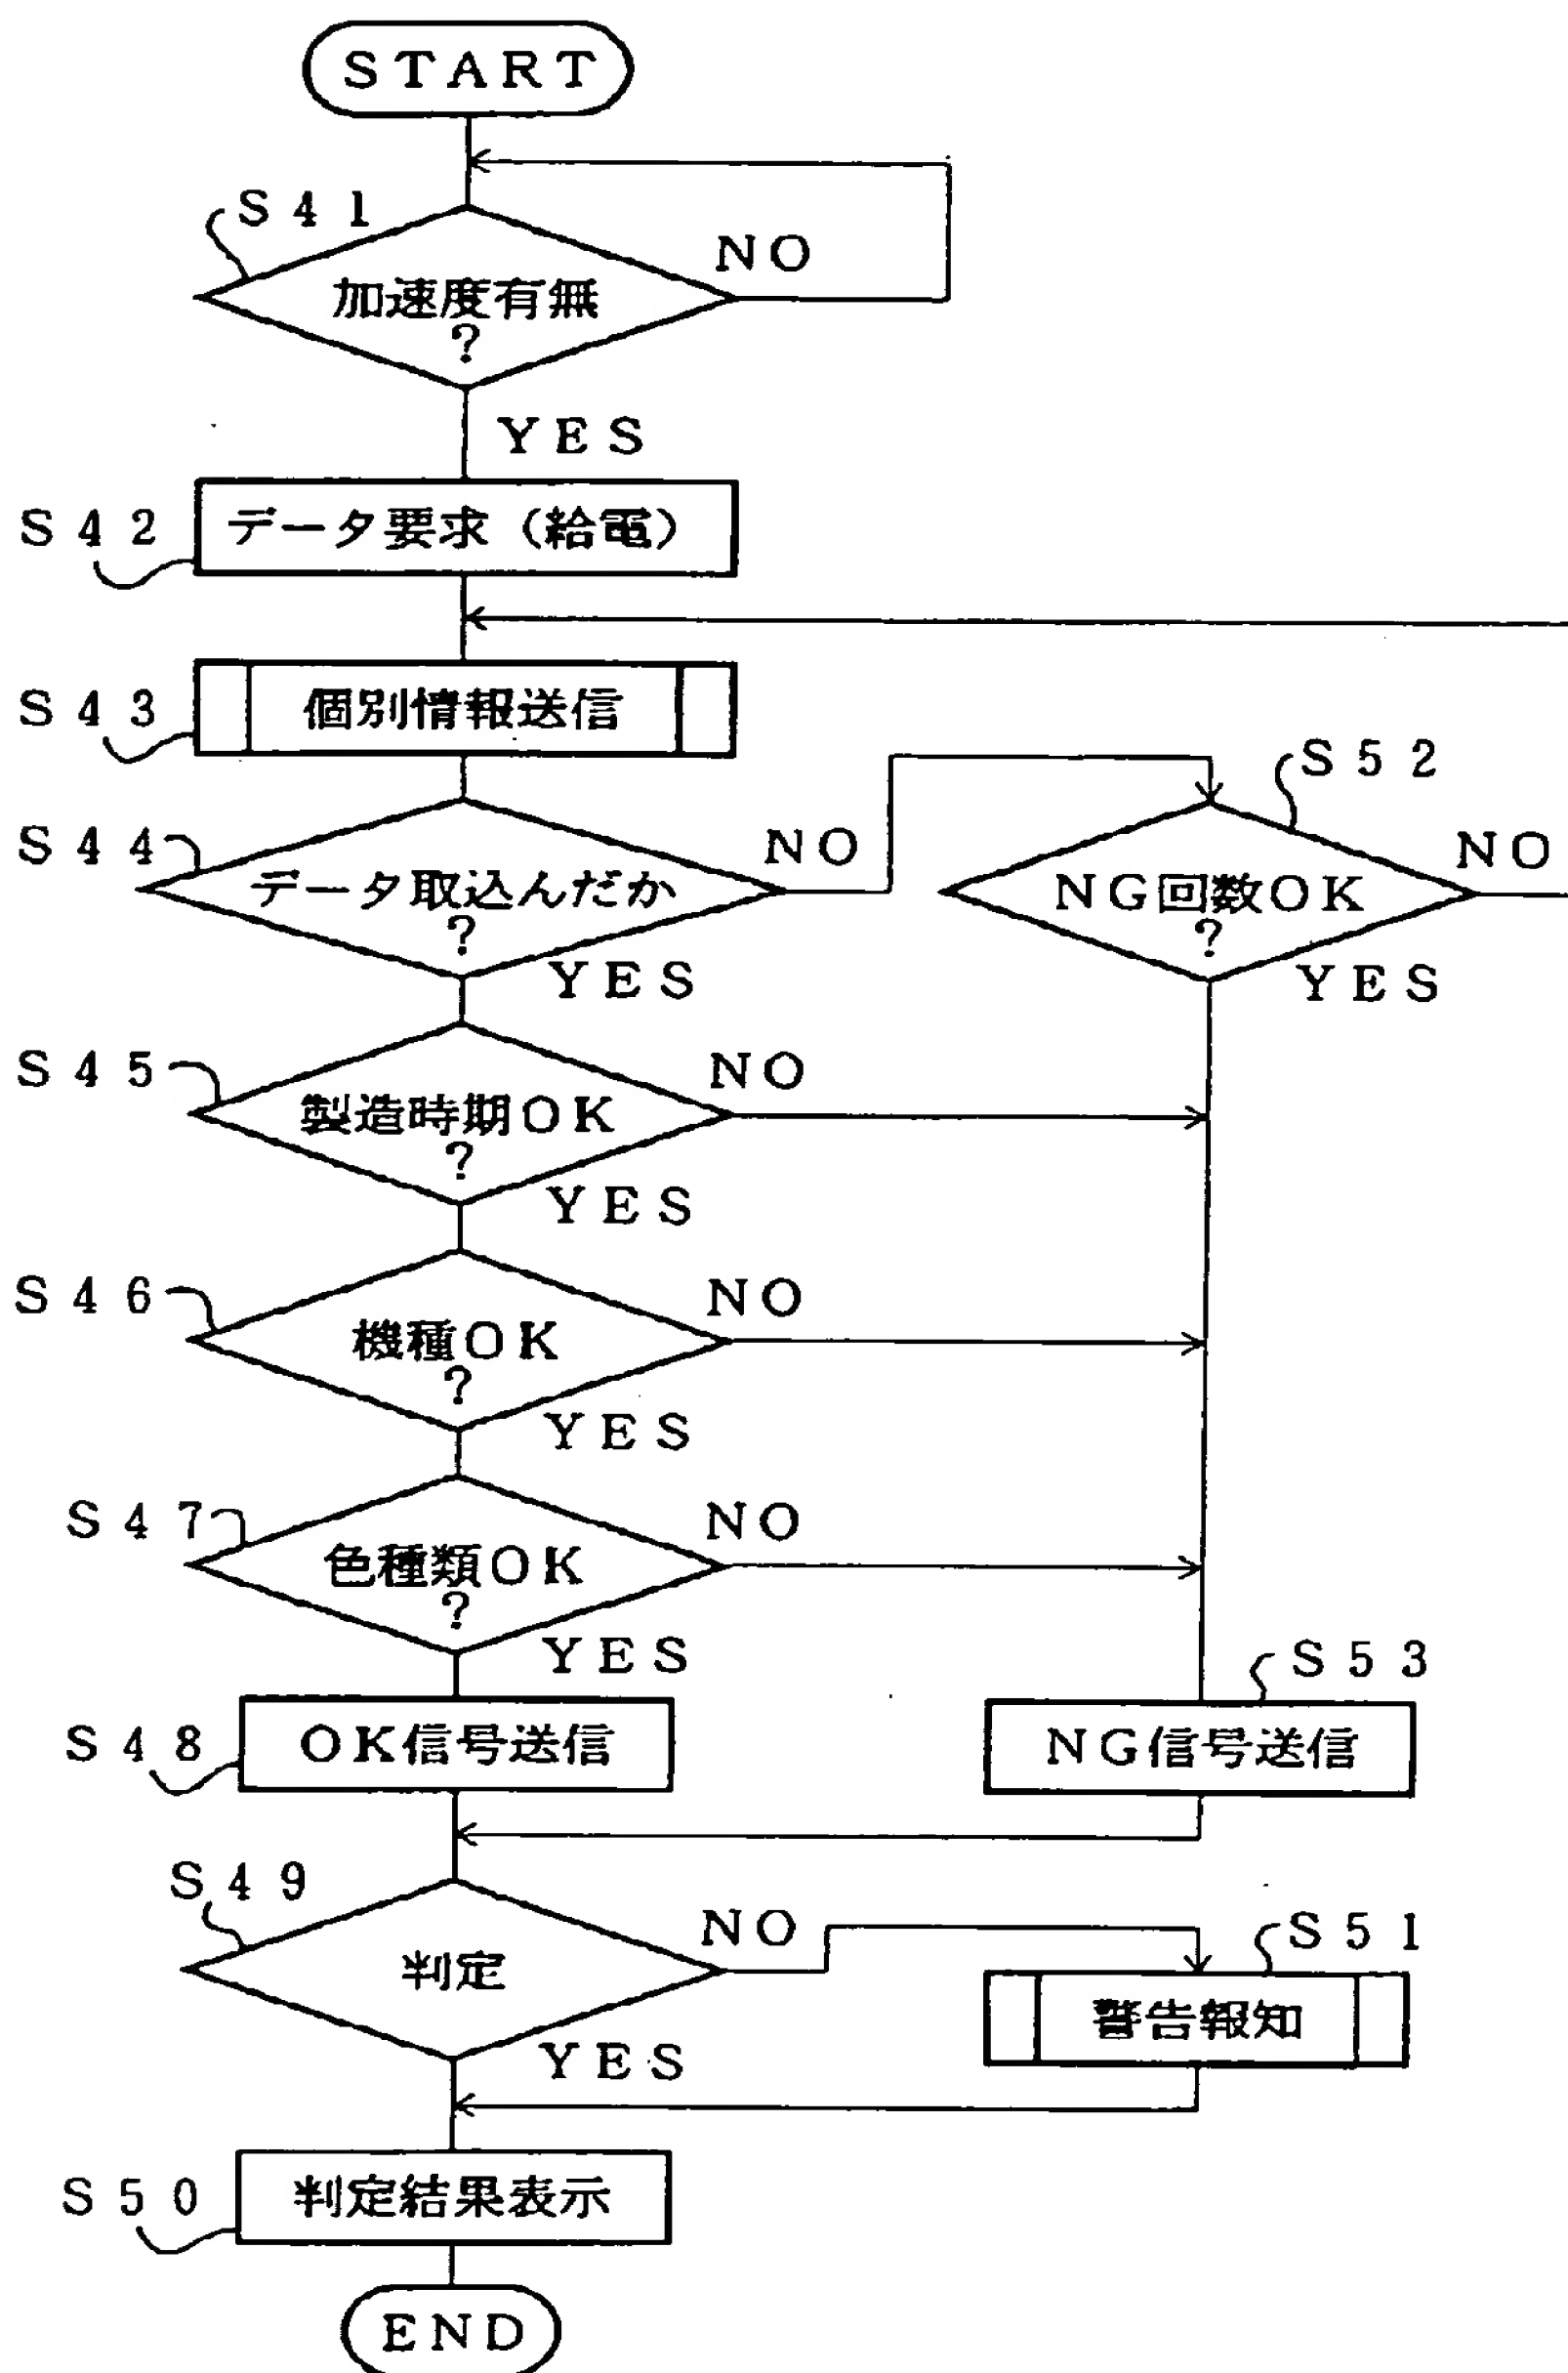 START
S41
NO
加速度有無
?
YES
S42
データ要求（給電）
S43
個別情報送信
S52
S44
NO
NO
データ取込んだか
?
NG回数OK
?
YES
YES
S45
NO
製造時期OK
?
YES
S46
NO
機種OK
?
YES
S47
NO
色種類OK
?
YES
S53
S48
OK信号送信
NG信号送信
S49
NO
S51
判定
警告報知
YES
S50
判定結果表示
END